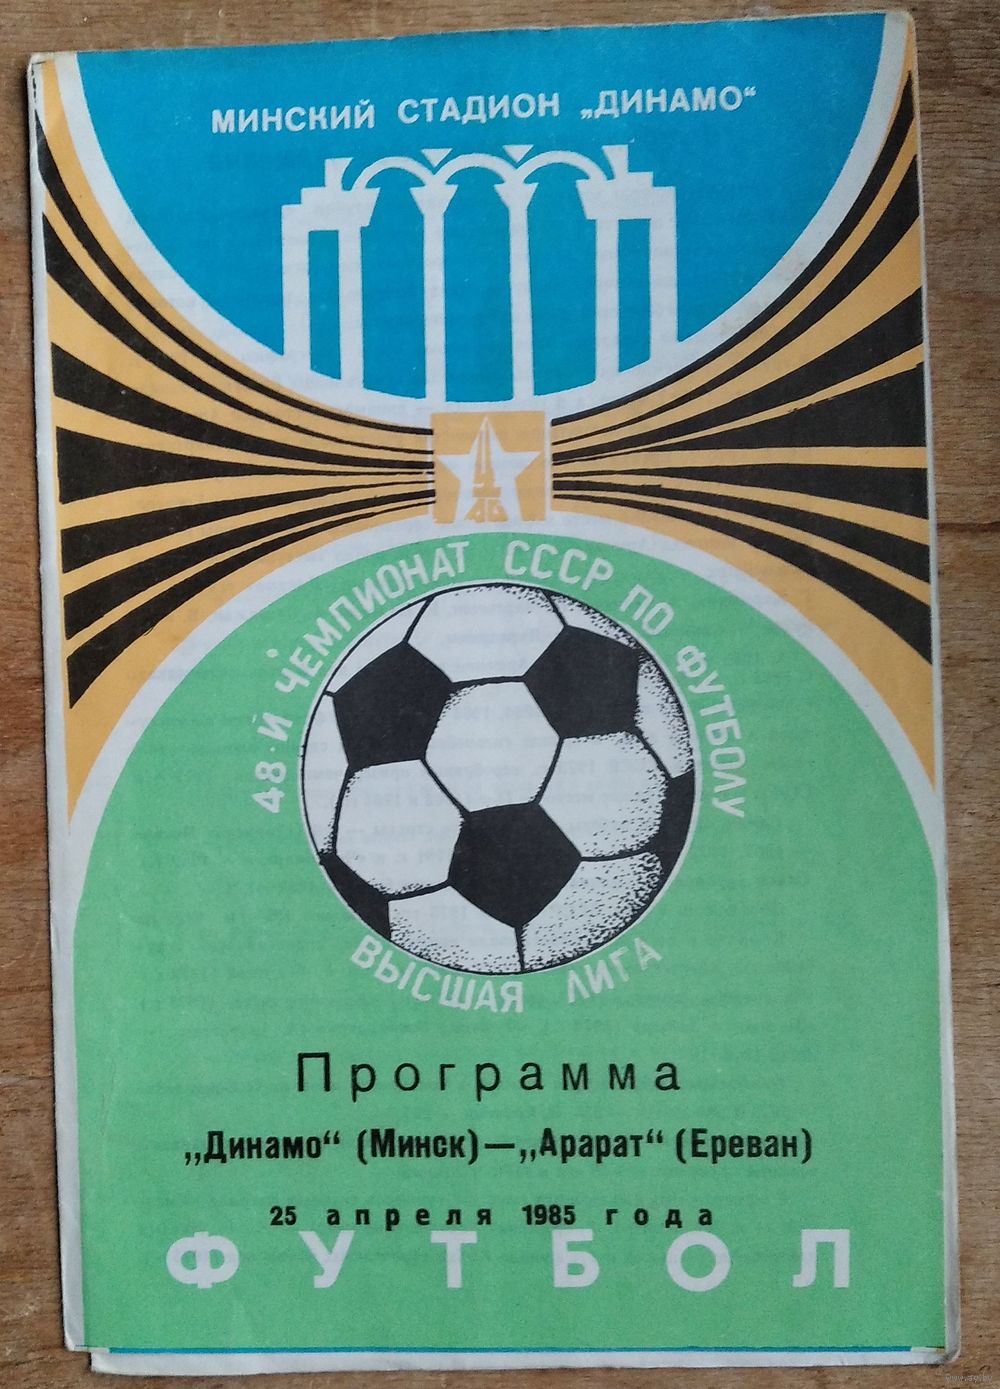 МИНСКИЙ СТАДИОН „ДИНАМО“
48-Й ЧЕМПИОНАТ СССР ПО ФУТБОЛУ
ВЫСШАЯ ЛИГА
Программа
„Динамо“ (Минск)—„Арарат“ (Ереван)
25 апреля 1985 года
ФУТБОЛ